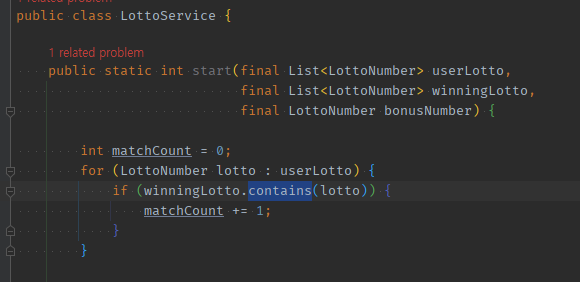 1 related problem
public class LottoService {
1 related problem
public static int start(final List<LottoNumber> userLotto,
final List<LottoNumber> winningLotto,
final LottoNumber bonusNumber) {
int matchCount = 0;
for (LottoNumber lotto : userLotto) {
if (winningLotto.contains(lotto)) {
matchCount += 1;
}
}